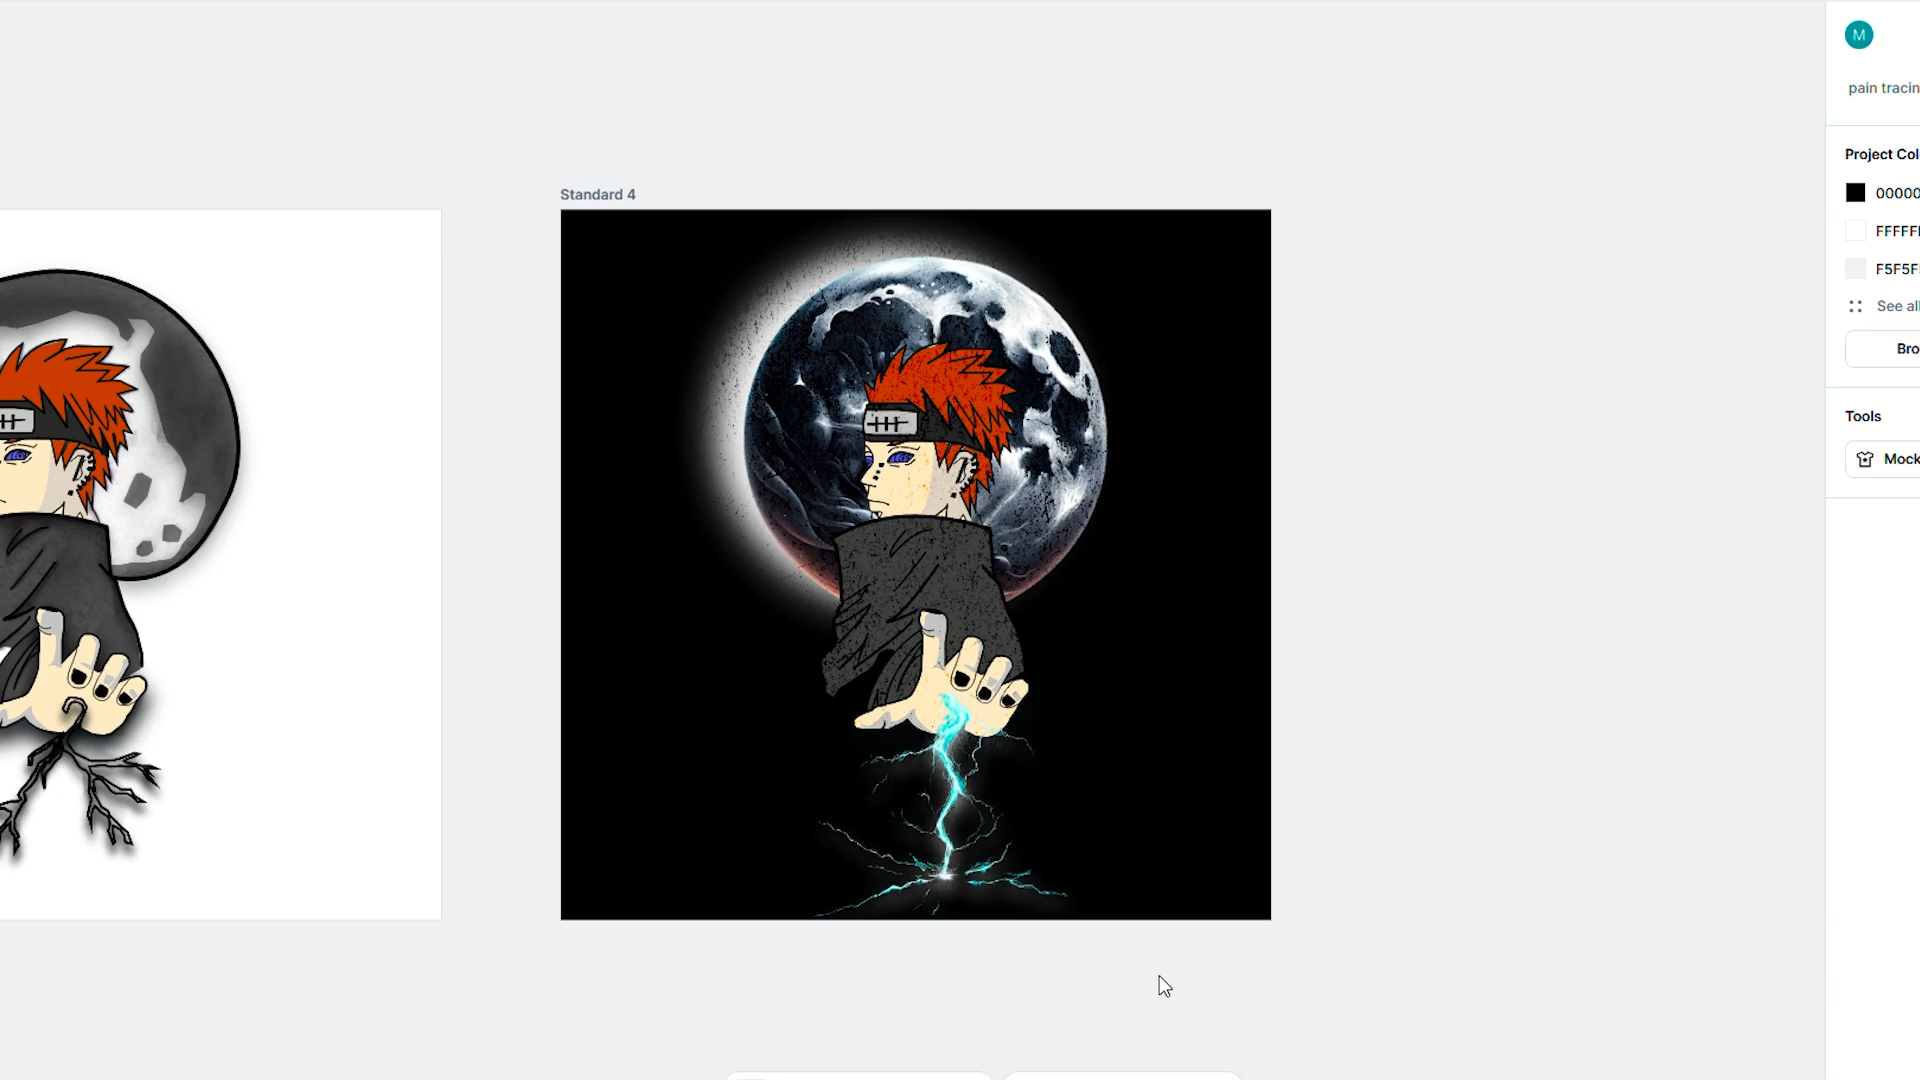 M
pain tracin
Project Col
00000
FFFFF
F5F5F
See all
Bro
Tools
Mock
Standard 4